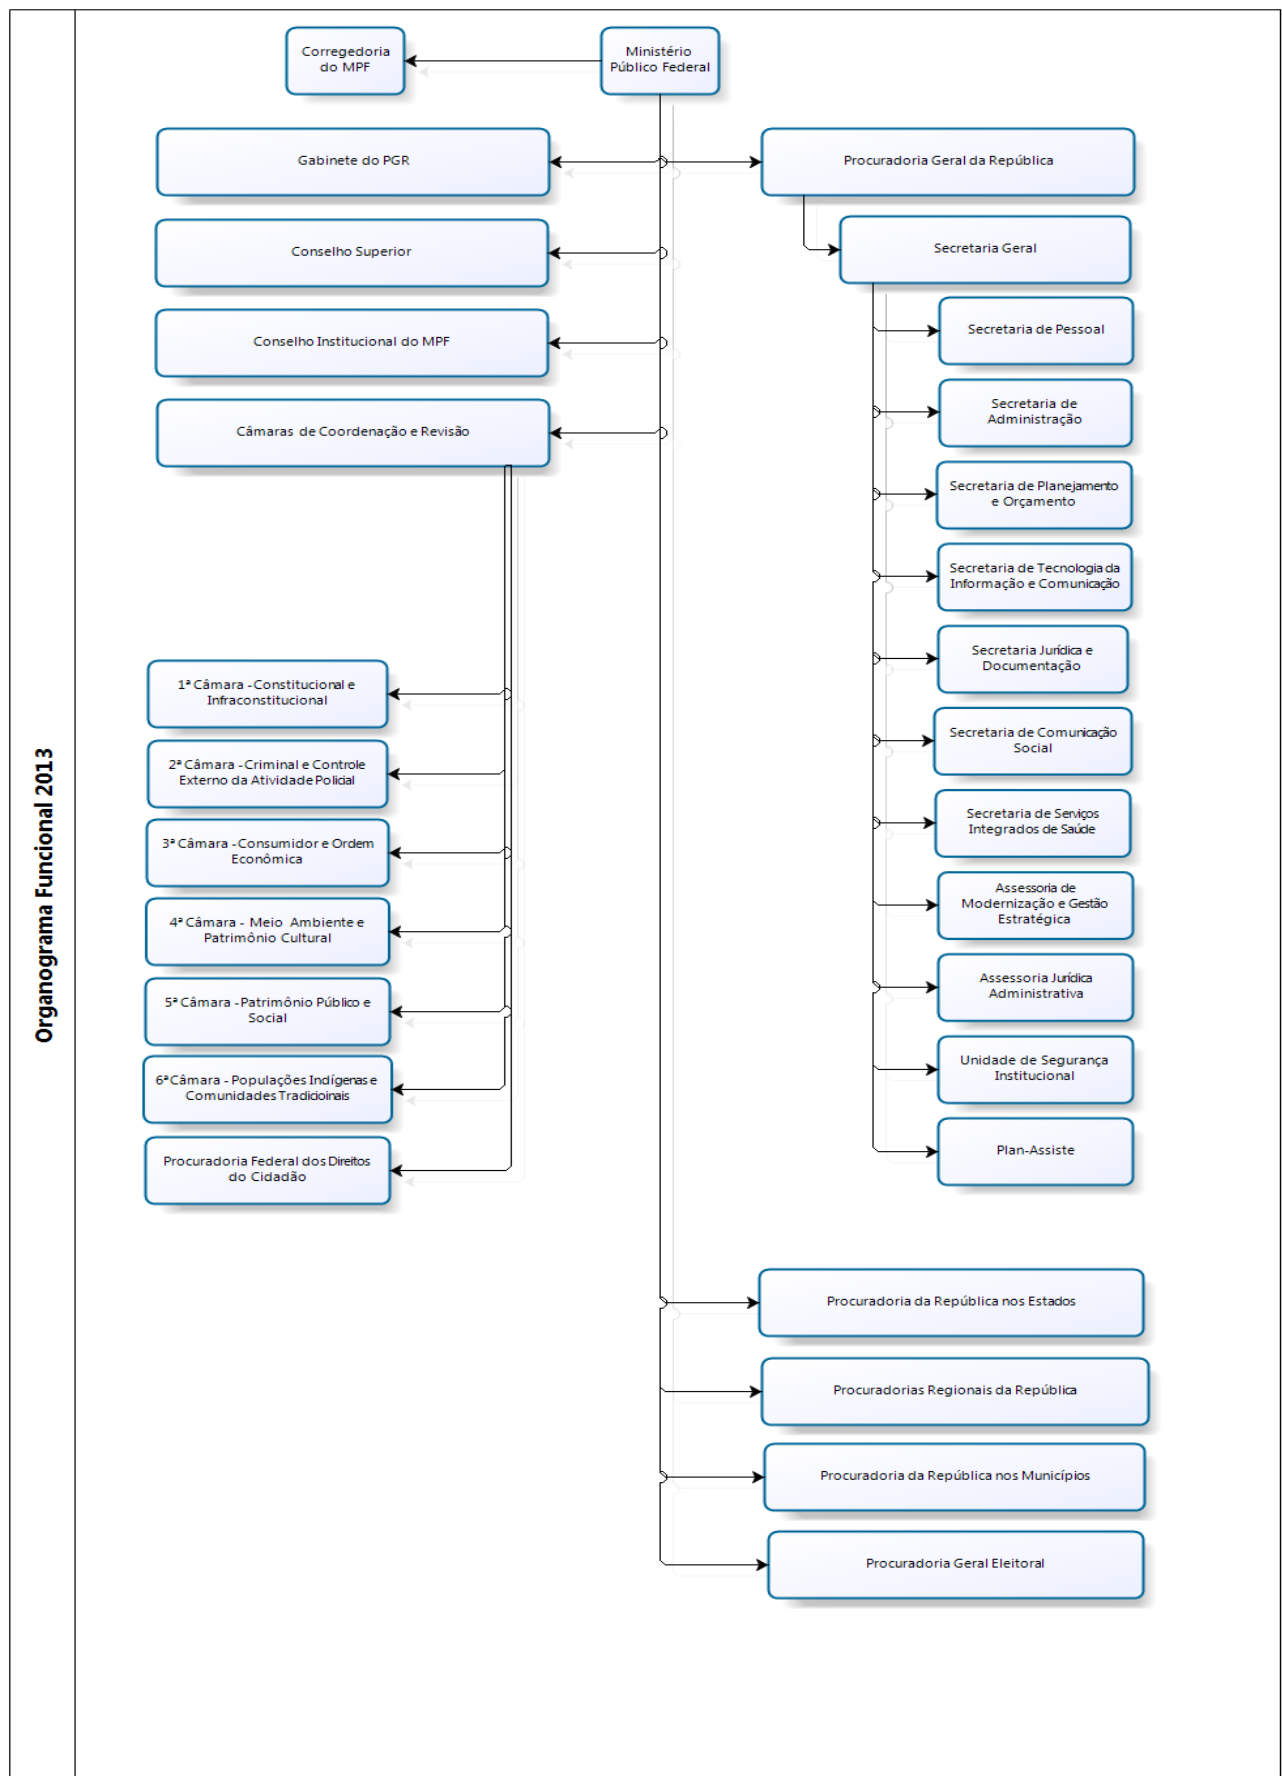 Organograma Funcional 2013
Corregedoria
do MPF
Ministério
Público Federal
Gabinete do PGR
Procuradoria Geral da República
Conselho Superior
Secretaria Geral
Conselho Institucional do MPF
Câmaras de Coordenação e Revisão
Secretaria de Pessoal
Secretaria de
Administração
Secretaria de Planejamento
e Orçamento
Secretaria de Tecnologia da
Informação e Comunicação
Secretaria Jurídica e
Documentação
Secretaria de Comunicação
Social
Secretaria de Serviços
Integrados de Saúde
Assessoria de
Modernização e Gestão
Estratégica
Assessoria Jurídica
Administrativa
Unidade de Segurança
Institucional
Plan-Assiste
1ª Câmara - Constitucional e
Infraconstitucional
2ª Câmara - Criminal e Controle
Externo da Atividade Policial
3ª Câmara - Consumidor e Ordem
Econômica
4ª Câmara - Meio Ambiente e
Patrimônio Cultural
5ª Câmara - Patrimônio Público e
Social
6ª Câmara - Populações Indígenas e
Comunidades Tradicioinais
Procuradoria Federal dos Direitos
do Cidadão
Procuradoria da República nos Estados
Procuradorias Regionais da República
Procuradoria da República nos Municípios
Procuradoria Geral Eleitoral